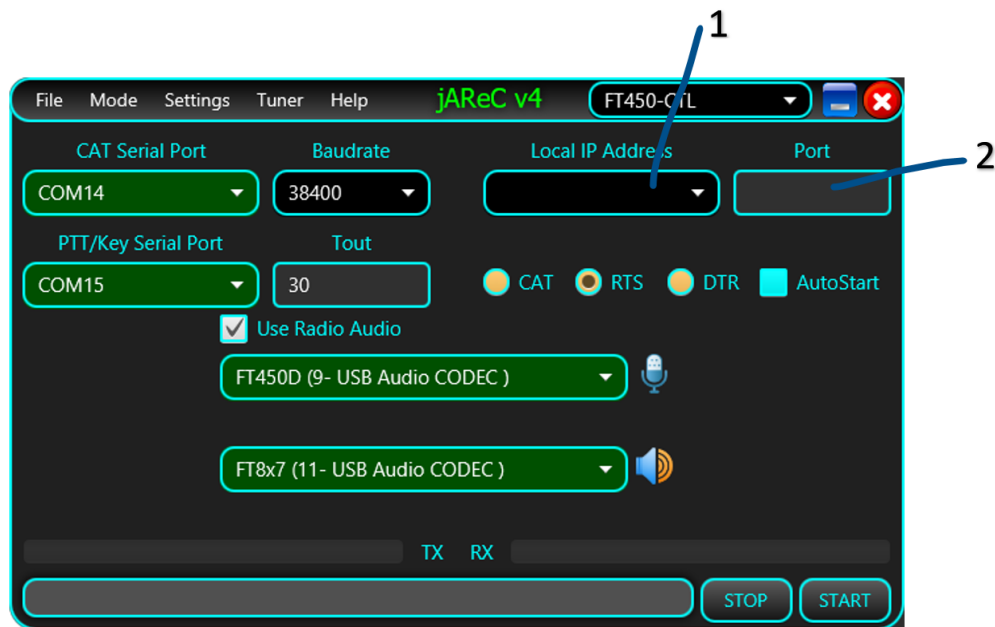 1
File Mode Settings Tuner Help jAReC v4 FT450-CTL
CAT Serial Port Baudrate Local IP Address Port
2
COM14 38400
PTT/Key Serial Port Tout
COM15 30 CAT RTS DTR AutoStart
Use Radio Audio
FT450D (9- USB Audio CODEC )
FT8x7 (11- USB Audio CODEC )
TX RX
STOP START